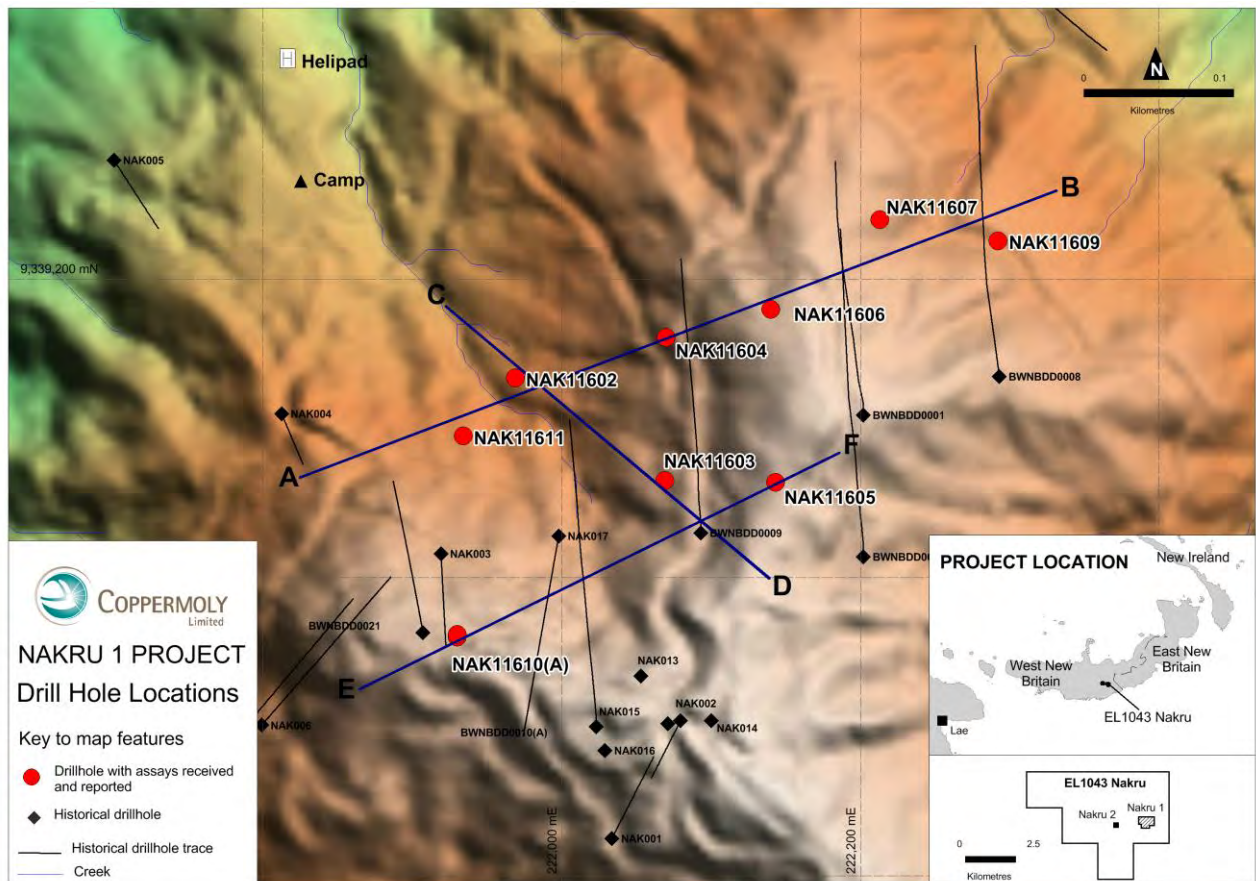 H Helipad
N
0 0.1
Kilometres
NAK005
Camp
B
NAK11607
NAK11609
9,339,200 mN
C
NAK11606
NAK11604
NAK11602
BWNBDD0008
NAK004
BWNBDD0001
NAK11611
F
A
NAK11603
NAK11605
NAK017
BWNBDD0009
NAK003
D
BWNBDD0021
NAK11610(A)
E
NAK013
NAK015
NAK002
NAK014
BWNBDD0010(A)
NAK016
NAK001
222,000 mE
222,200 mE
COPPERMOLY
Limited
NAKRU 1 PROJECT
Drill Hole Locations
Key to map features
Drillhole with assays received
and reported
Historical drillhole
Historical drillhole trace
Creek
PROJECT LOCATION
New Ireland
East New
Britain
West New
Britain
EL1043 Nakru
Lae
EL1043 Nakru
Nakru 1
Nakru 2
0 2.5
Kilometres